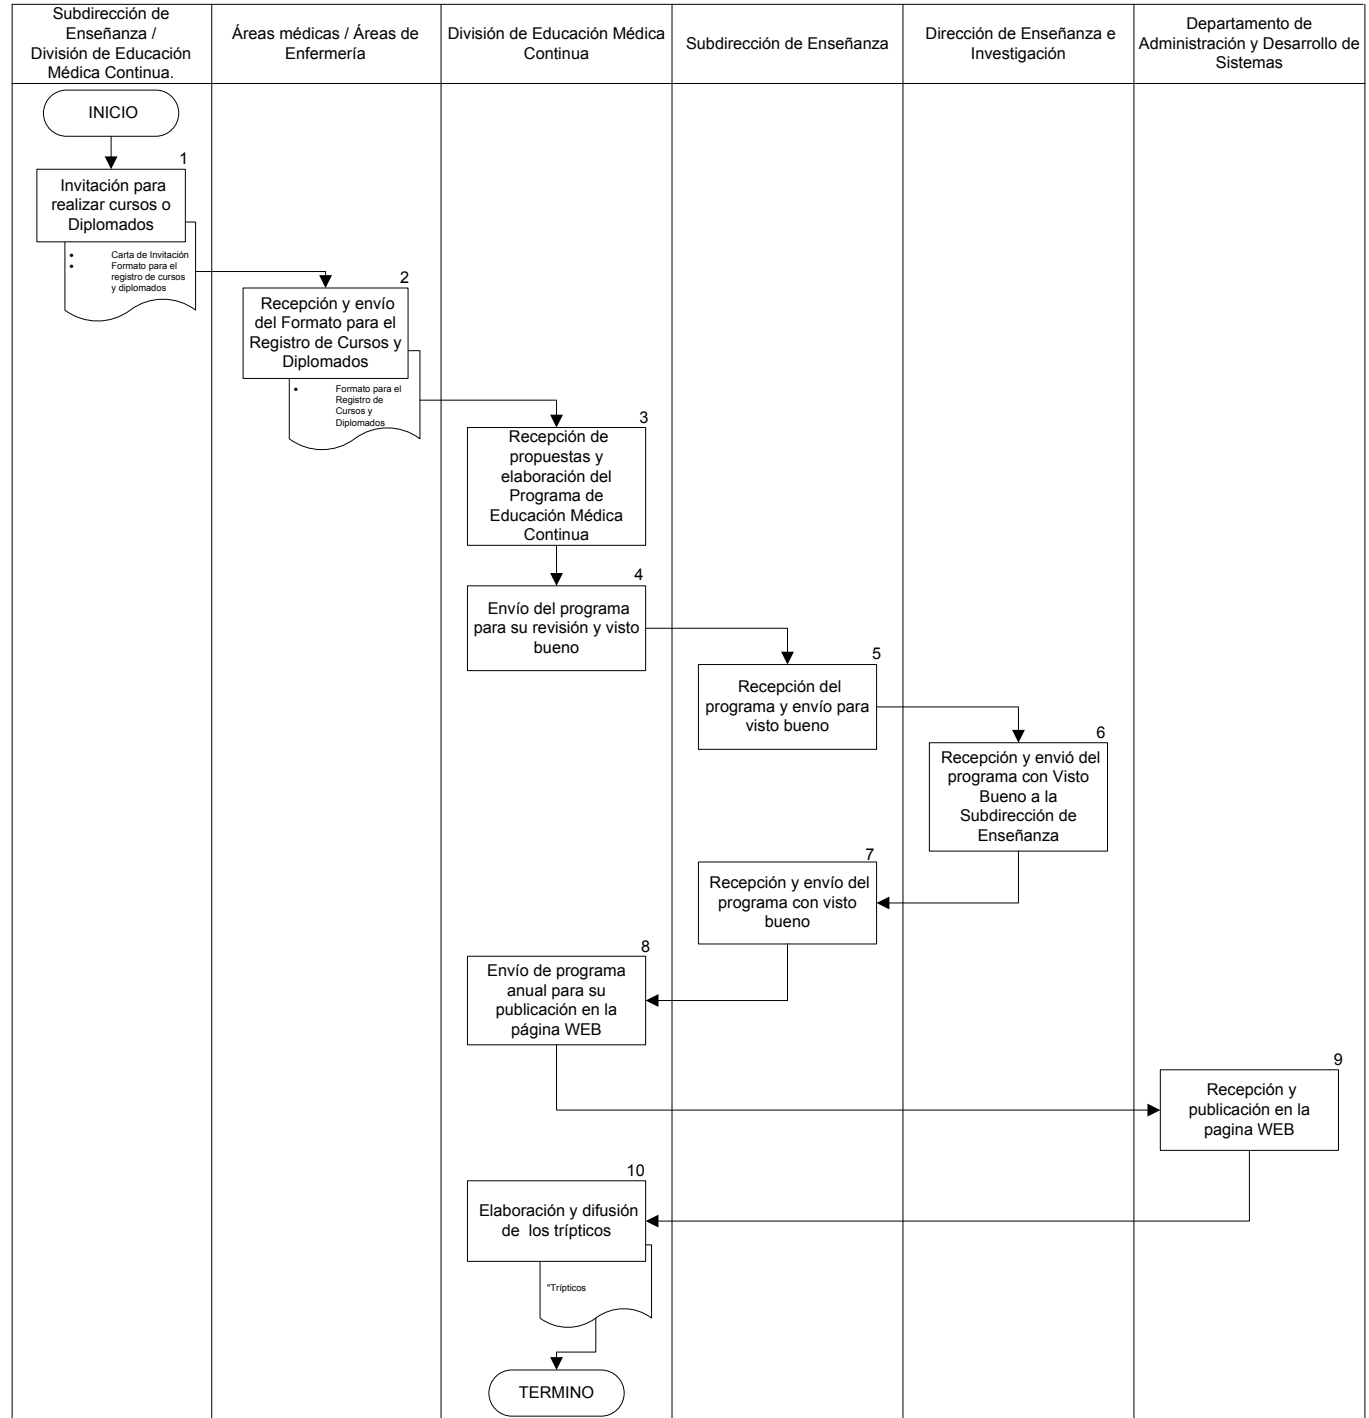 Subdirección de
Enseñanza /
División de Educación
Médica Continua.
Áreas médicas / Áreas de
Enfermería
División de Educación Médica
Continua
Subdirección de Enseñanza
Dirección de Enseñanza e
Investigación
Departamento de
Administración y Desarrollo de
Sistemas
INICIO
1
Invitación para
realizar cursos o
Diplomados
• Carta de Invitación
• Formato para el
registro de cursos
y diplomados
2
Recepción y envío
del Formato para el
Registro de Cursos y
Diplomados
• Formato para el
Registro de
Cursos y
Diplomados
3
Recepción de
propuestas y
elaboración del
Programa de
Educación Médica
Continua
4
Envío del programa
para su revisión y visto
bueno
5
Recepción del
programa y envío para
visto bueno
6
Recepción y envió del
programa con Visto
Bueno a la
Subdirección de
Enseñanza
7
Recepción y envío del
programa con visto
bueno
8
Envío de programa
anual para su
publicación en la
página WEB
9
Recepción y
publicación en la
pagina WEB
10
Elaboración y difusión
de los trípticos
"Trípticos
TERMINO